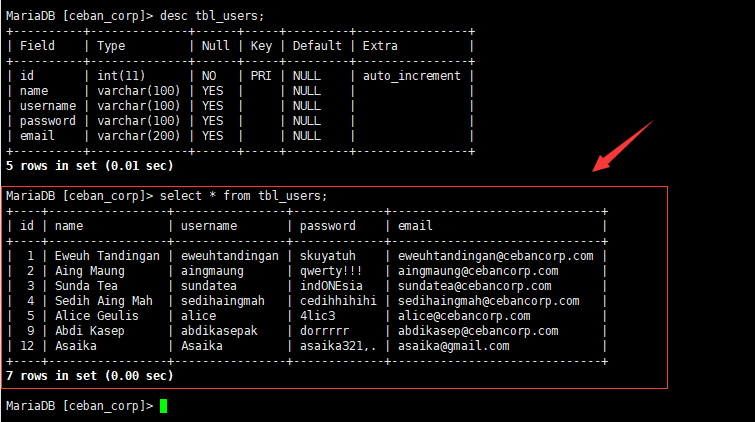 MariaDB [ceban_corp]> desc tbl_users;
+----------+--------------+------+-----+---------+----------------+
| Field    | Type         | Null | Key | Default | Extra          |
+----------+--------------+------+-----+---------+----------------+
| id       | int(11)      | NO   | PRI | NULL    | auto_increment |
| name     | varchar(100) | YES  |     | NULL    |                |
| username | varchar(100) | YES  |     | NULL    |                |
| password | varchar(100) | YES  |     | NULL    |                |
| email    | varchar(200) | YES  |     | NULL    |                |
+----------+--------------+------+-----+---------+----------------+
5 rows in set (0.01 sec)
MariaDB [ceban_corp]> select * from tbl_users;
+----+-----------------+----------------+-------------+-----------------------------+
| id | name            | username       | password    | email                       |
+----+-----------------+----------------+-------------+-----------------------------+
|  1 | Eweuh Tandingan | eweuhtandingan | skuyatuh    | eweuhtandingan@cebancorp.com |
|  2 | Aing Maung      | aingmaung      | qwerty!!!   | aingmaung@cebancorp.com     |
|  3 | Sunda Tea       | sundatea       | indONEsia   | sundatea@cebancorp.com      |
|  4 | Sedih Aing Mah  | sedihaingmah   | cedihhihihi | sedihaingmah@cebancorp.com  |
|  5 | Alice Geulis    | alice          | 4lic3       | alice@cebancorp.com         |
|  9 | Abdi Kasep      | abdikasepak    | dorrrrr     | abdikasep@cebancorp.com     |
| 12 | Asaika          | Asaika         | asaika321,. | asaika@gmail.com            |
+----+-----------------+----------------+-------------+-----------------------------+
7 rows in set (0.00 sec)
MariaDB [ceban_corp]>